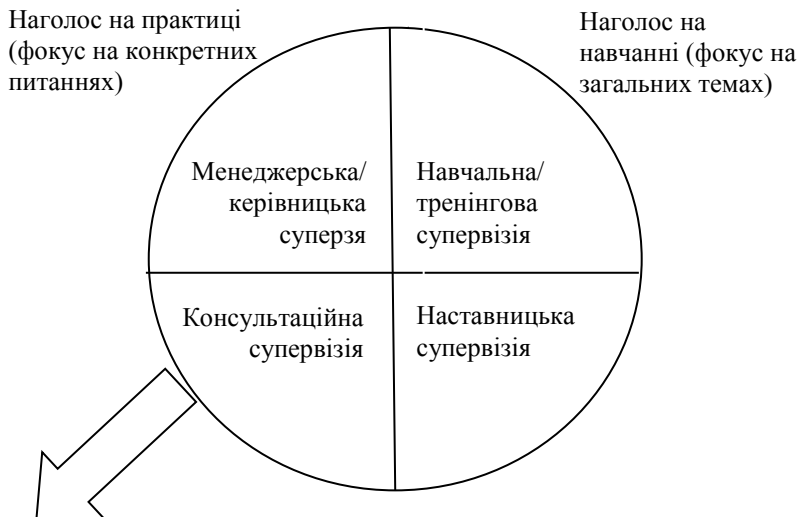 Наголос на практиці
(фокус на конкретних
питаннях)
Наголос на
навчанні (фокус на
загальних темах)
Менеджерська/
керівницька
суперзя
Навчальна/
тренінгова
супервізія
Консультаційна
супервізія
Наставницька
супервізія